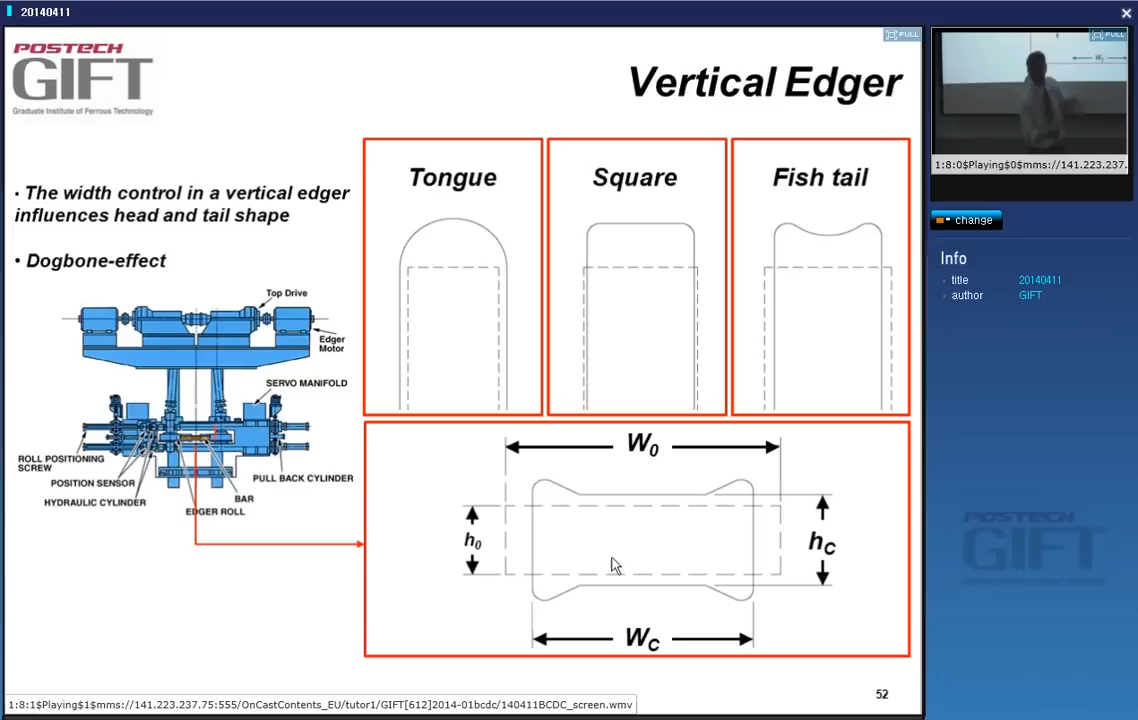 20140411
FULL
POSTECH
GIFT
Graduate Institute of Ferrous Technology
Vertical Edger
• The width control in a vertical edger
influences head and tail shape
• Dogbone-effect
Top Drive
Edger
Motor
SERVO MANIFOLD
ROLL POSITIONING
SCREW
POSITION SENSOR
HYDRAULIC CYLINDER
EDGER ROLL
BAR
PULL BACK CYLINDER
Tongue
Square
Fish tail
W0
h0
hC
WC
52
1:8:1$Playing$1$mms://141.223.237.75:555/OnCastContents_EU/tutor1/GIFT[612]2014-01bcdc/140411BCDC_screen.wmv
FULL
W0
1:8:0$Playing$0$mms://141.223.237.
change
Info
title 20140411
author GIFT
POSTECH
GIFT